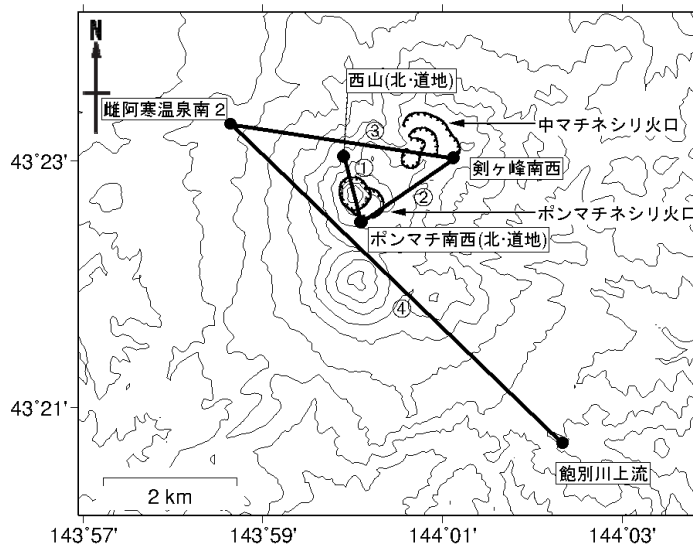 N
西山(北・道地)
雌阿寒温泉南2
③
中マチネシリ火口
43°23'
①
剣ヶ峰南西
②
ポンマチネシリ火口
ポンマチ南西(北・道地)
④
43°21'
飽別川上流
2 km
143°57'
143°59'
144°01'
144°03'